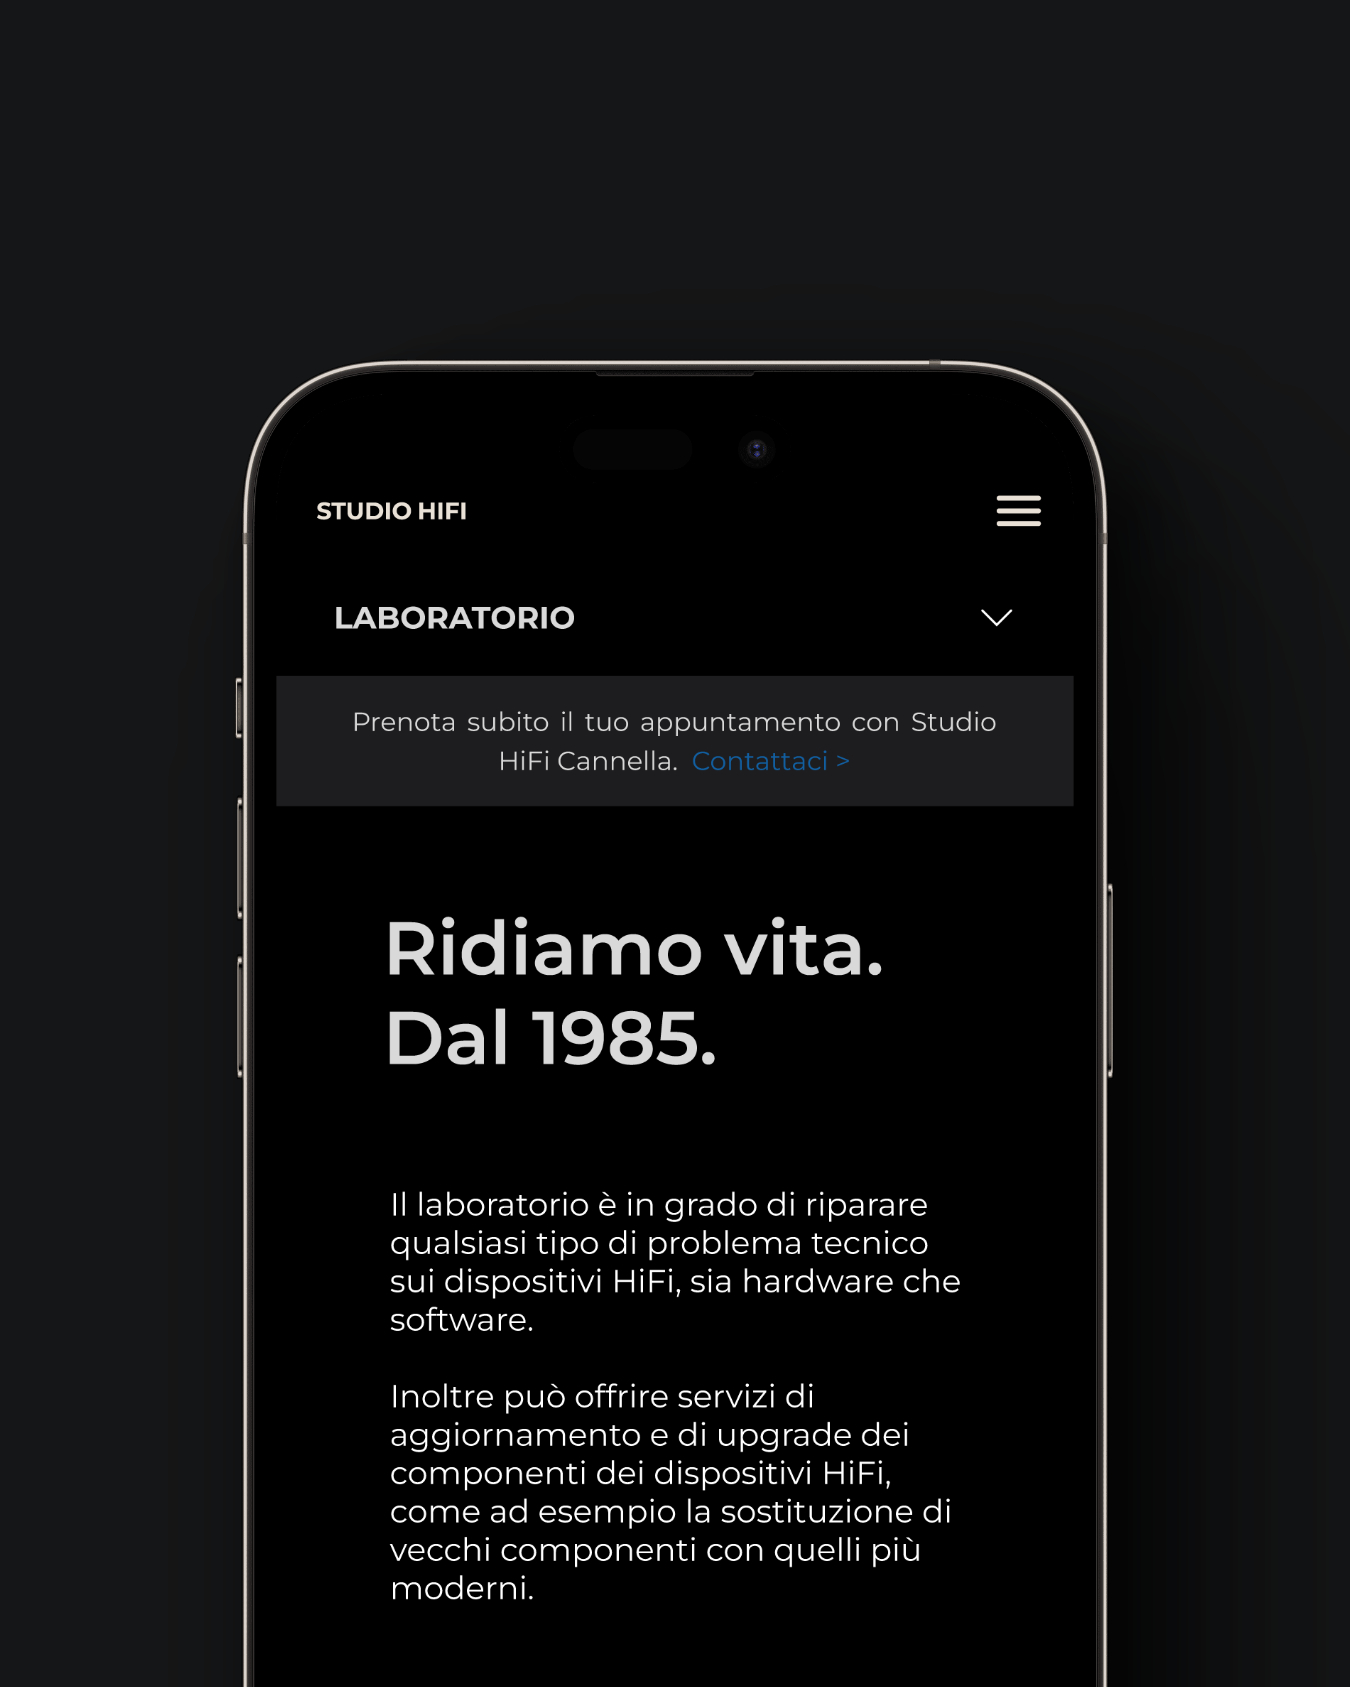 STUDIO HIFI
LABORATORIO
Prenota subito il tuo appuntamento con Studio
HiFi Cannella. Contattaci >
Ridiamo vita.
Dal 1985.
Il laboratorio è in grado di riparare
qualsiasi tipo di problema tecnico
sui dispositivi HiFi, sia hardware che
software.
Inoltre può offrire servizi di
aggiornamento e di upgrade dei
componenti dei dispositivi HiFi,
come ad esempio la sostituzione di
vecchi componenti con quelli più
moderni.